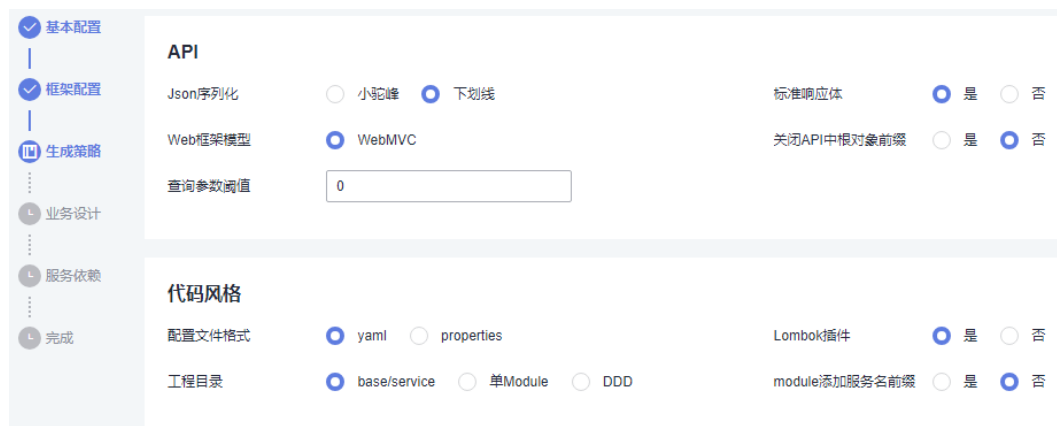 基本配置
框架配置
生成策略
业务设计
服务依赖
完成
API
Json序列化 小驼峰 下划线 标准响应体 是 否
Web框架模型 WebMVC 关闭API中根对象前缀 是 否
查询参数阈值 0
代码风格
配置文件格式 yaml properties Lombok插件 是 否
工程目录 base/service 单Module DDD module添加服务名前缀 是 否